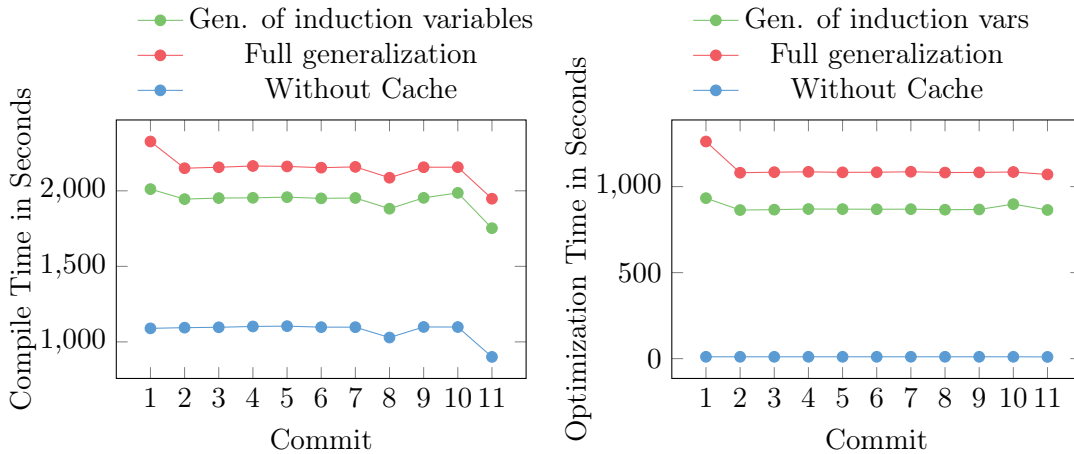 Gen. of induction variables
Full generalization
Without Cache
Compile Time in Seconds
2,000
1,500
1,000
1 2 3 4 5 6 7 8 9 10 11
Commit
Gen. of induction vars
Full generalization
Without Cache
Optimization Time in Seconds
1,000
500
0
1 2 3 4 5 6 7 8 9 10 11
Commit